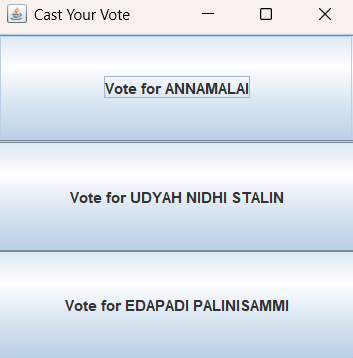 Cast Your Vote
Vote for ANNAMALAI
Vote for UDYAH NIDHI STALIN
Vote for EDAPADI PALINISAMMI